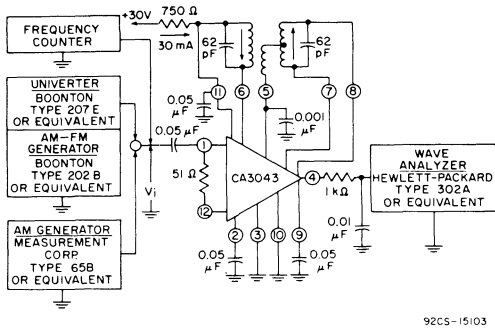 FREQUENCY
COUNTER
UNIVERTER
BOONTON
TYPE 207 E
OR EQUIVALENT
AM-FM
GENERATOR
BOONTON
TYPE 202 B
OR EQUIVALENT
AM GENERATOR
MEASUREMENT
CORP.
TYPE 65B
OR EQUIVALENT
+30V
750 Ω
30 mA
62
pF
62
pF
11
6
5
7
8
0.05
μF
0.001
μF
0.05 μF
1
Vi
51
Ω
12
CA3043
4
1 kΩ
2
3
10
9
0.05
μF
0.05
μF
0.01
μF
WAVE
ANALYZER
HEWLETT-PACKARD
TYPE 302A
OR EQUIVALENT
92CS-15103